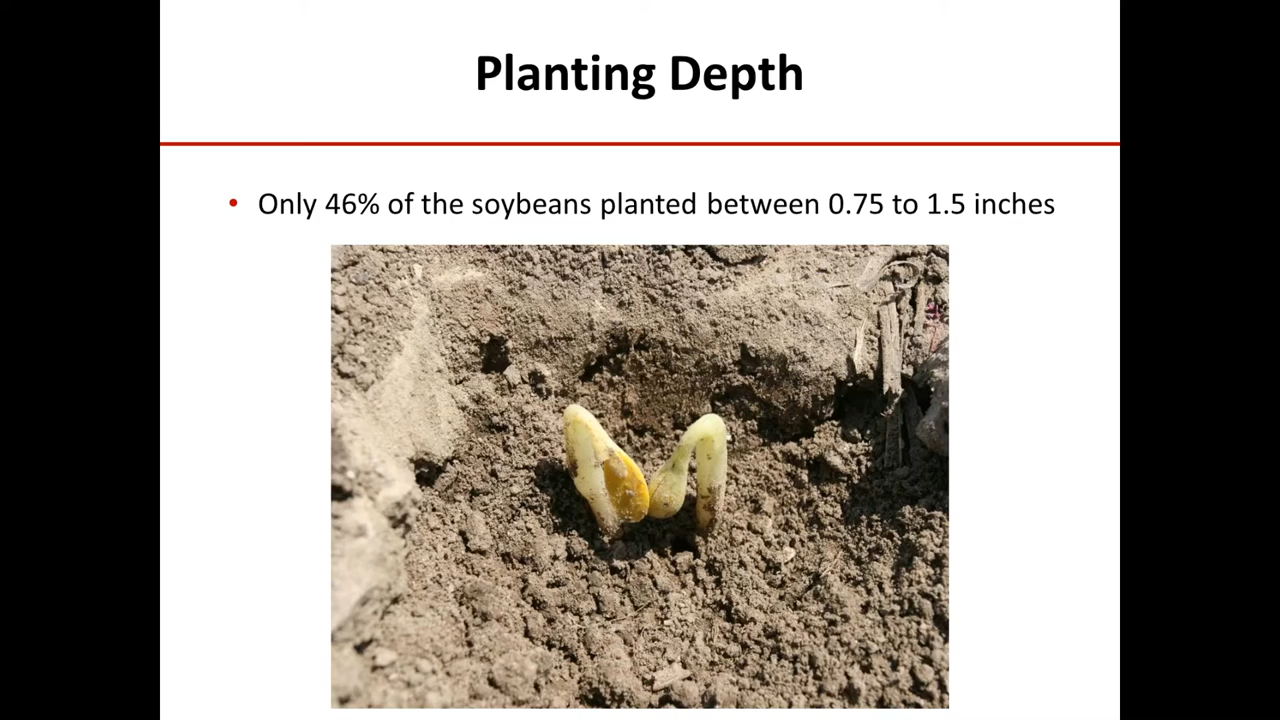 Planting Depth
• Only 46% of the soybeans planted between 0.75 to 1.5 inches